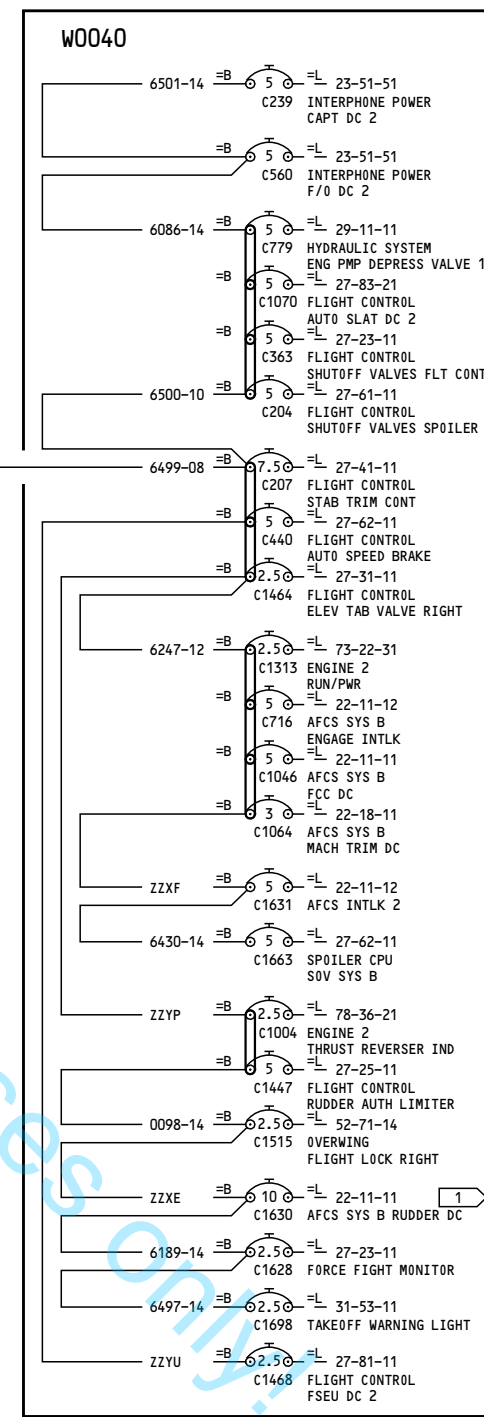 W0040
6501-14 =B 5 =L 23-51-51
C239 INTERPHONE POWER
CAPT DC 2
=B 5 =L 23-51-51
C560 INTERPHONE POWER
F/O DC 2
6086-14 =B 5 =L 29-11-11
C779 HYDRAULIC SYSTEM
ENG PMP DEPRESS VALVE 1
=B 5 =L 27-83-21
C1070 FLIGHT CONTROL
AUTO SLAT DC 2
=B 5 =L 27-23-11
C363 FLIGHT CONTROL
SHUTOFF VALVES FLT CONT
6500-10 =B 5 =L 27-61-11
C204 FLIGHT CONTROL
SHUTOFF VALVES SPOILER
6499-08 =B 7.5 =L 27-41-11
C207 FLIGHT CONTROL
STAB TRIM CONT
=B 5 =L 27-62-11
C440 FLIGHT CONTROL
AUTO SPEED BRAKE
=B 2.5 =L 27-31-11
C1464 FLIGHT CONTROL
ELEV TAB VALVE RIGHT
6247-12 =B 2.5 =L 73-22-31
C1313 ENGINE 2
RUN/PWR
=B 5 =L 22-11-12
C716 AFCS SYS B
ENGAGE INTLK
=B 5 =L 22-11-11
C1046 AFCS SYS B
FCC DC
=B 3 =L 22-18-11
C1064 AFCS SYS B
MACH TRIM DC
ZZXF =B 5 =L 22-11-12
C1631 AFCS INTLK 2
6430-14 =B 5 =L 27-62-11
C1663 SPOILER CPU
SOV SYS B
ZZYP =B 2.5 =L 78-36-21
C1004 ENGINE 2
THRUST REVERSER IND
=B 5 =L 27-25-11
C1447 FLIGHT CONTROL
RUDDER AUTH LIMITER
0098-14 =B 2.5 =L 52-71-14
C1515 OVERWING
FLIGHT LOCK RIGHT
ZZXE =B 10 =L 22-11-11 1
C1630 AFCS SYS B RUDDER DC
6189-14 =B 2.5 =L 27-23-11
C1628 FORCE FIGHT MONITOR
6497-14 =B 2.5 =L 31-53-11
C1698 TAKEOFF WARNING LIGHT
ZZYU =B 2.5 =L 27-81-11
C1468 FLIGHT CONTROL
FSEU DC 2
only!